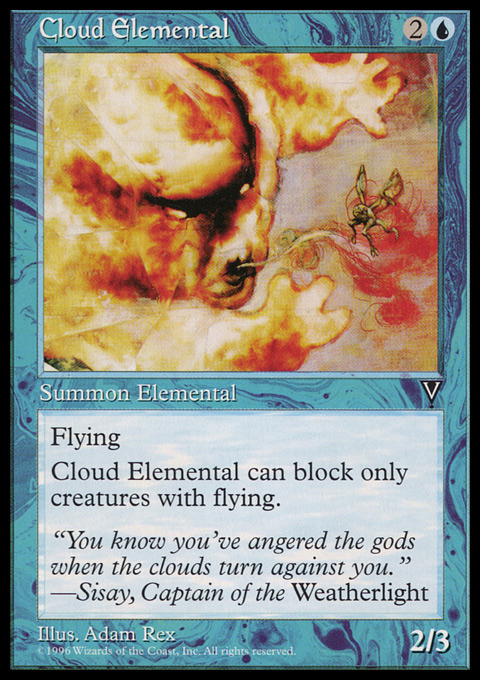 Cloud Elemental 2
Summon Elemental V
Flying
Cloud Elemental can block only
creatures with flying.
“You know you’ve angered the gods
when the clouds turn against you.”
—Sisay, Captain of the Weatherlight
Illus. Adam Rex
©1996 Wizards of the Coast, Inc. All rights reserved.
2/3